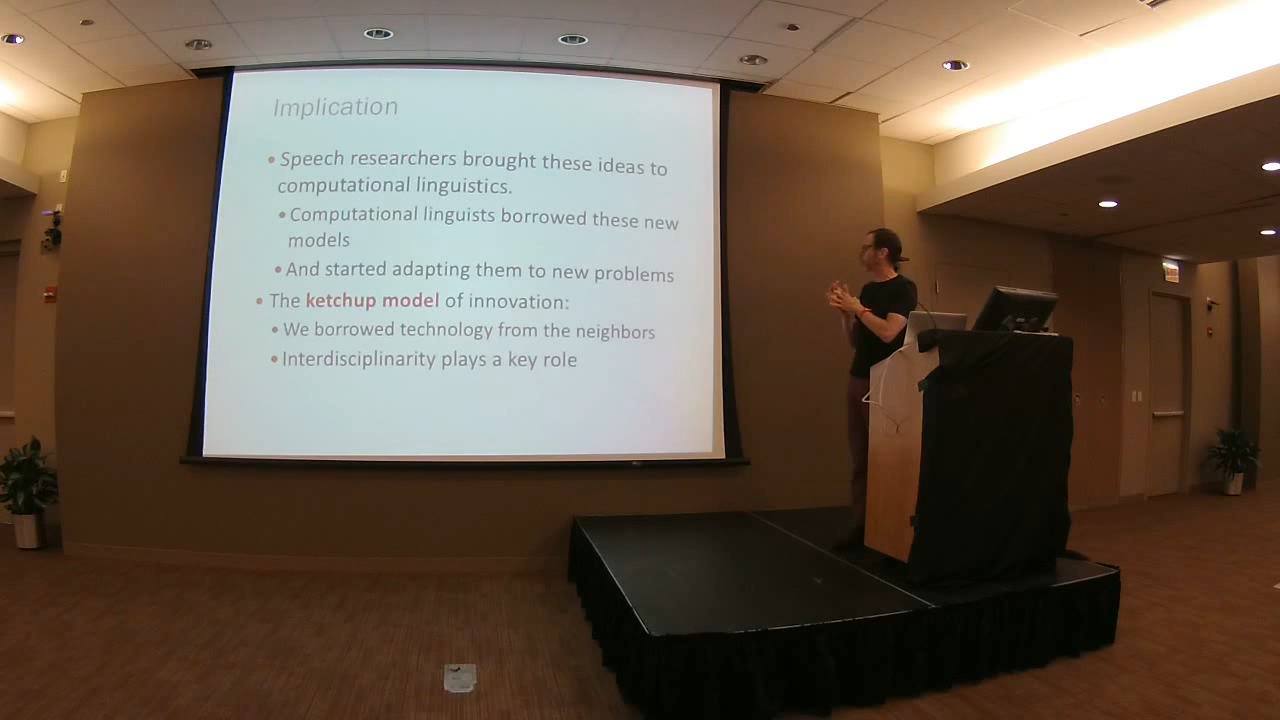 Implication
• Speech researchers brought these ideas to
computational linguistics.
• Computational linguists borrowed these new
models
• And started adapting them to new problems
• The ketchup model of innovation:
• We borrowed technology from the neighbors
• Interdisciplinarity plays a key role